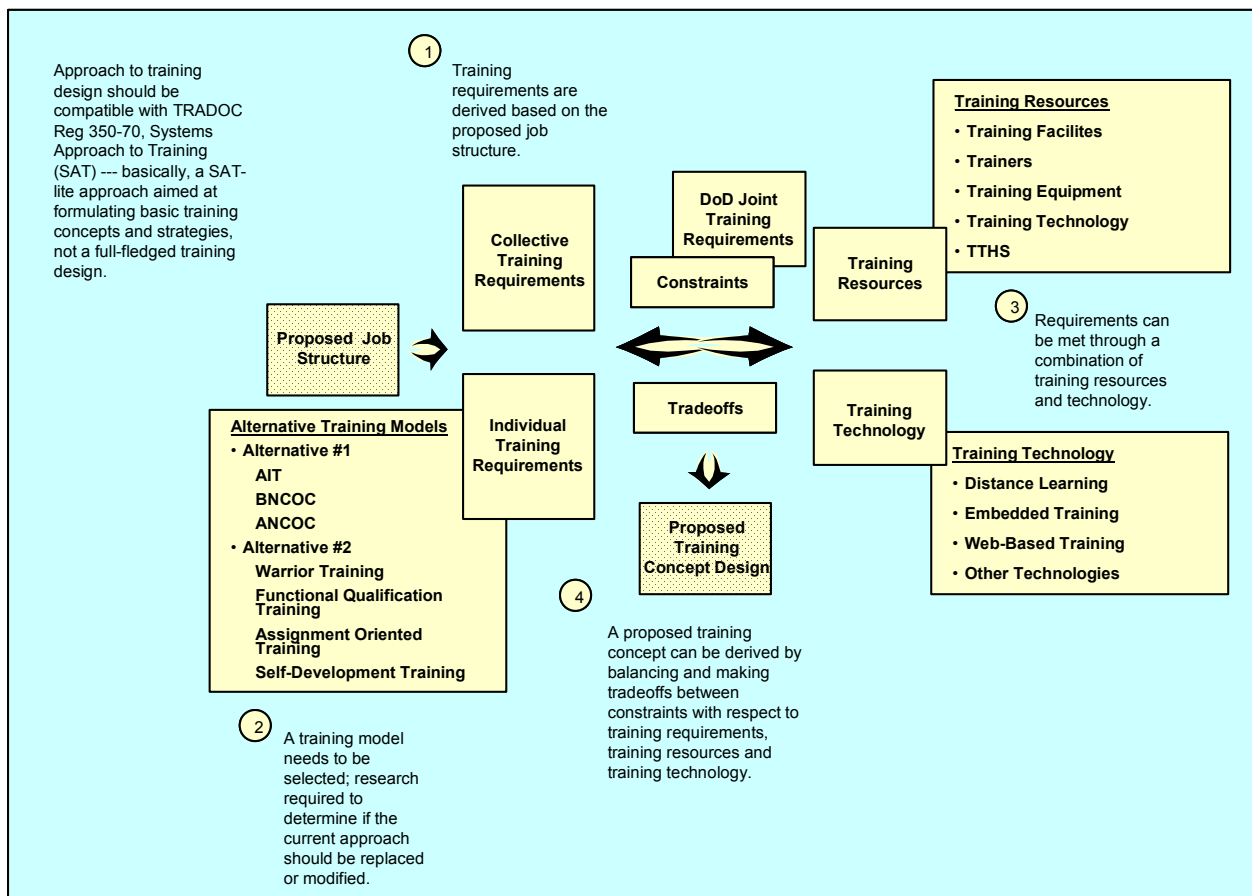 Approach to training
design should be
compatible with TRADOC
Reg 350-70, Systems
Approach to Training
(SAT) --- basically, a SAT-
lite approach aimed at
formulating basic training
concepts and strategies,
not a full-fledged training
design.
1
Training
requirements are
derived based on the
proposed job
structure.
Collective
Training
Requirements
DoD Joint
Training
Requirements
Constraints
Training
Resources
Training Resources
• Training Facilites
• Trainers
• Training Equipment
• Training Technology
• TTHS
3
Requirements can
be met through a
combination of
training resources
and technology.
Proposed Job
Structure
Individual
Training
Requirements
Tradeoffs
Training
Technology
Alternative Training Models
• Alternative #1
AIT
BNCOC
ANCOC
• Alternative #2
Warrior Training
Functional Qualification
Training
Assignment Oriented
Training
Self-Development Training
Proposed
Training
Concept Design
Training Technology
• Distance Learning
• Embedded Training
• Web-Based Training
• Other Technologies
4
A proposed training
concept can be derived by
balancing and making
tradeoffs between
constraints with respect to
training requirements,
training resources and
training technology.
2
A training model
needs to be
selected; research
required to
determine if the
current approach
should be replaced
or modified.